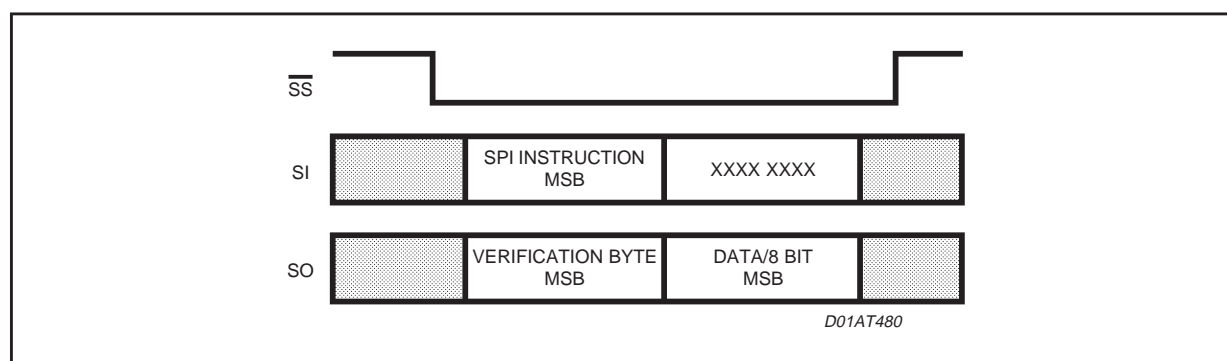 SS
SI
SPI INSTRUCTION
MSB
XXXX XXXX
SO
VERIFICATION BYTE
MSB
DATA/8 BIT
MSB
D01AT480